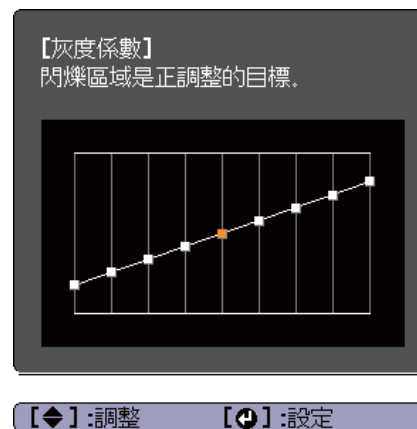 【灰度係數】
閃爍區域是正調整的目標。
【◆】:調整 【⏎】:設定